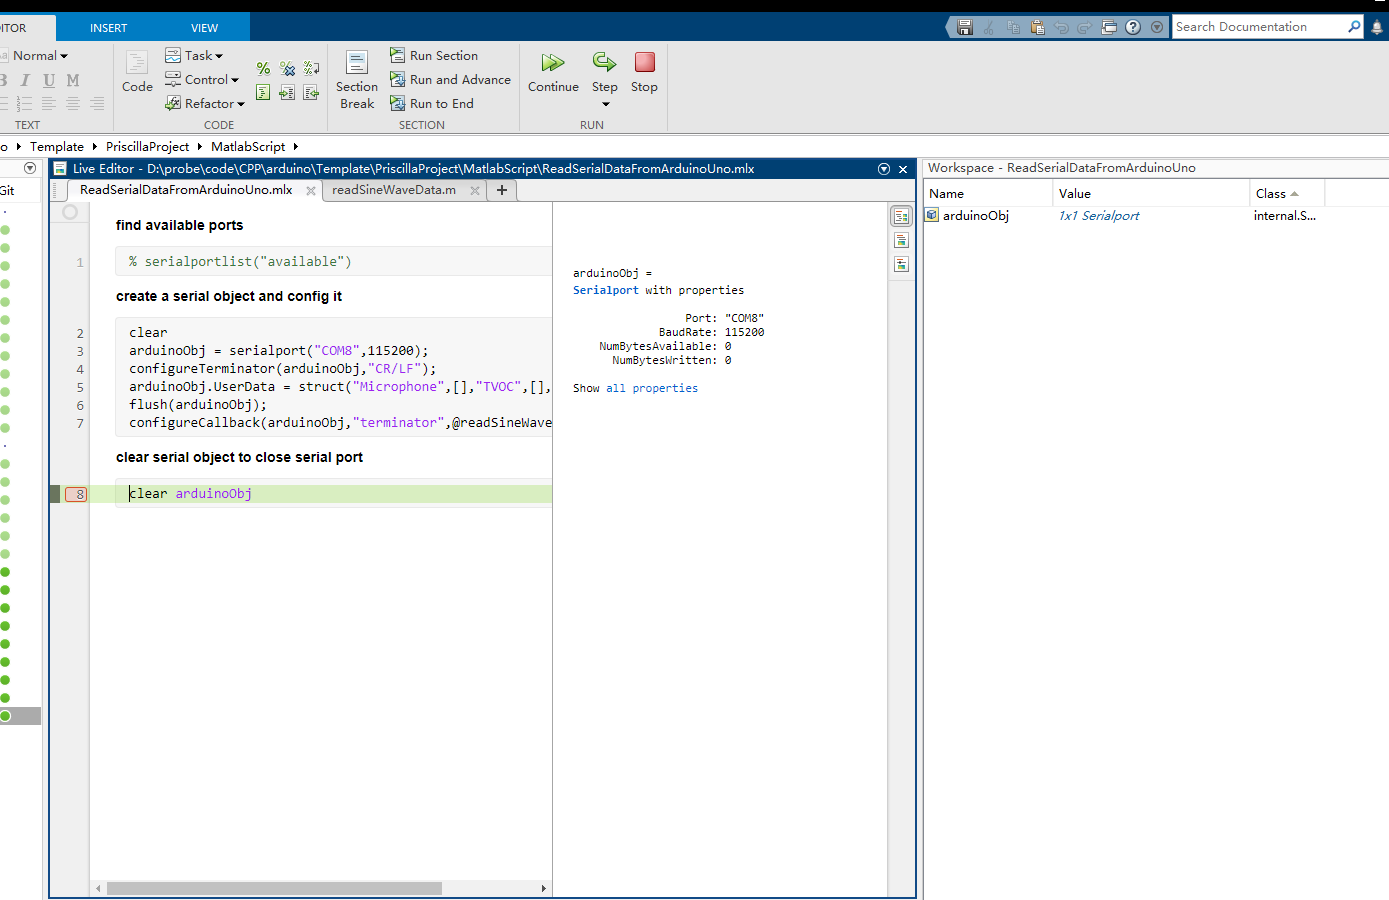 ITOR
INSERT
VIEW
Search Documentation
Normal
B I U M
TEXT
Code
Task
Control
Refactor
CODE
Section
Break
Run Section
Run and Advance
Run to End
SECTION
Continue
Step
Stop
RUN
o
Template
PriscillaProject
MatlabScript
Git
Live Editor - D:\probe\code\CPP\arduino\Template\PriscillaProject\MatlabScript\ReadSerialDataFromArduinoUno.mlx
ReadSerialDataFromArduinoUno.mlx
readSineWaveData.m
find available ports
1 % serialportlist("available")
create a serial object and config it
2 clear
3 arduinoObj = serialport("COM8",115200);
4 configureTerminator(arduinoObj,"CR/LF");
5 arduinoObj.UserData = struct("Microphone",[],"TVOC",[],
6 flush(arduinoObj);
7 configureCallback(arduinoObj,"terminator",@readSineWave
clear serial object to close serial port
8 clear arduinoObj
arduinoObj =
Serialport with properties
Port: "COM8"
BaudRate: 115200
NumBytesAvailable: 0
NumBytesWritten: 0
Show all properties
Workspace - ReadSerialDataFromArduinoUno
Name Value Class
arduinoObj 1x1 Serialport internal.S...